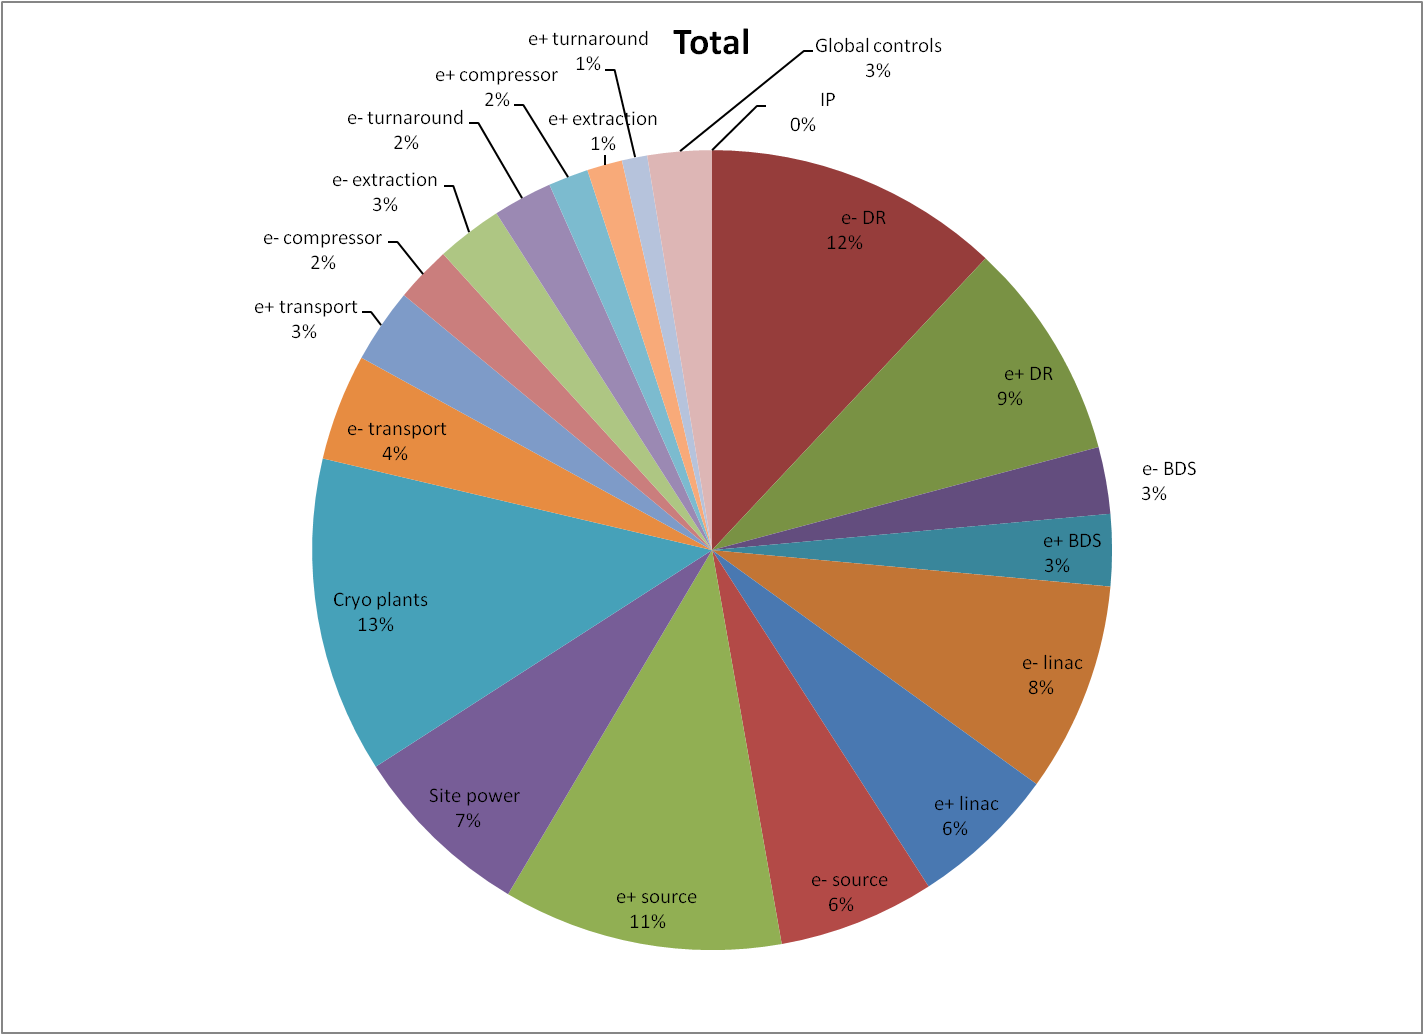 Total
Global controls
3%
IP
0%
e- DR
12%
e+ DR
9%
e- BDS
3%
e+ BDS
3%
e- linac
8%
e+ linac
6%
e- source
6%
e+ source
11%
Site power
7%
Cryo plants
13%
e- transport
4%
e+ transport
3%
e- compressor
2%
e- extraction
3%
e- turnaround
2%
e+ compressor
2%
e+ extraction
1%
e+ turnaround
1%